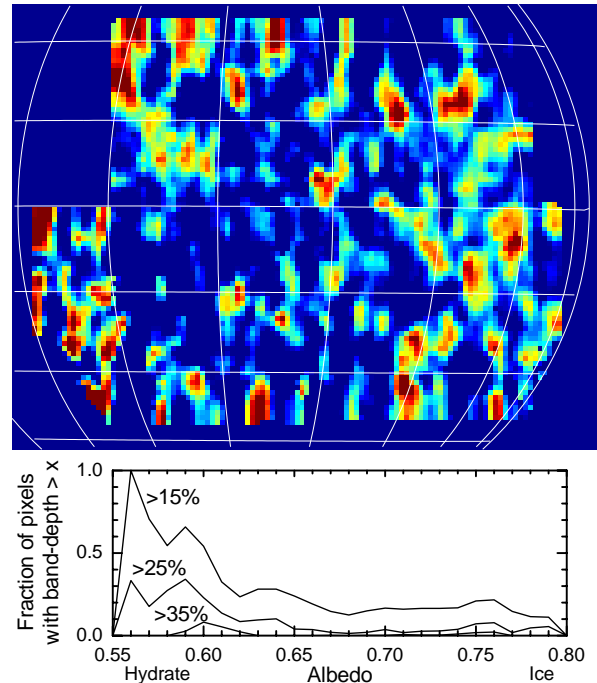 Fraction of pixels
with band-depth > x
1.0
0.5
0.0
>15%
>25%
>35%
0.55
0.60
0.65
0.70
0.75
0.80
Hydrate
Albedo
Ice